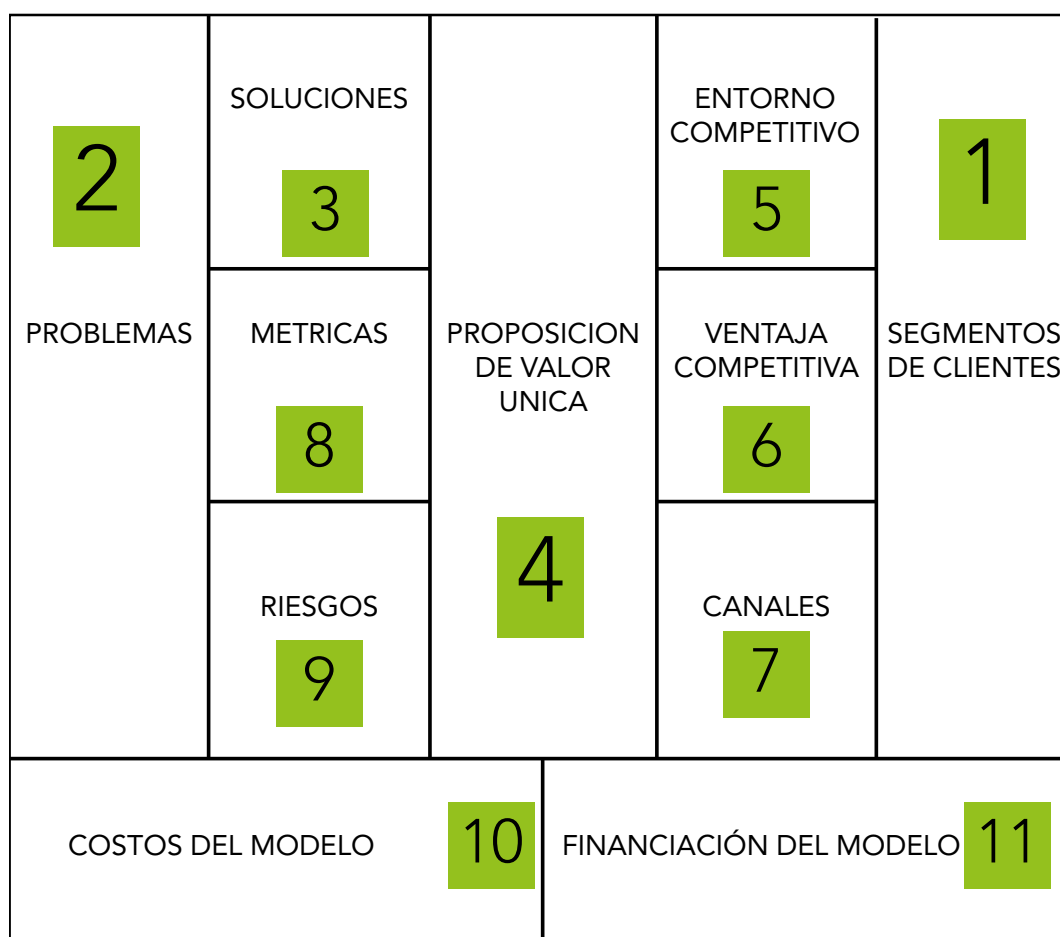 SOLUCIONES
3
ENTORNO
COMPETITIVO
5
2
PROBLEMAS
1
SEGMENTOS
DE CLIENTES
METRICAS
8
PROPOSICION
DE VALOR
UNICA
4
VENTAJA
COMPETITIVA
6
RIESGOS
9
CANALES
7
COSTOS DEL MODELO
10
FINANCIACIÓN DEL MODELO
11